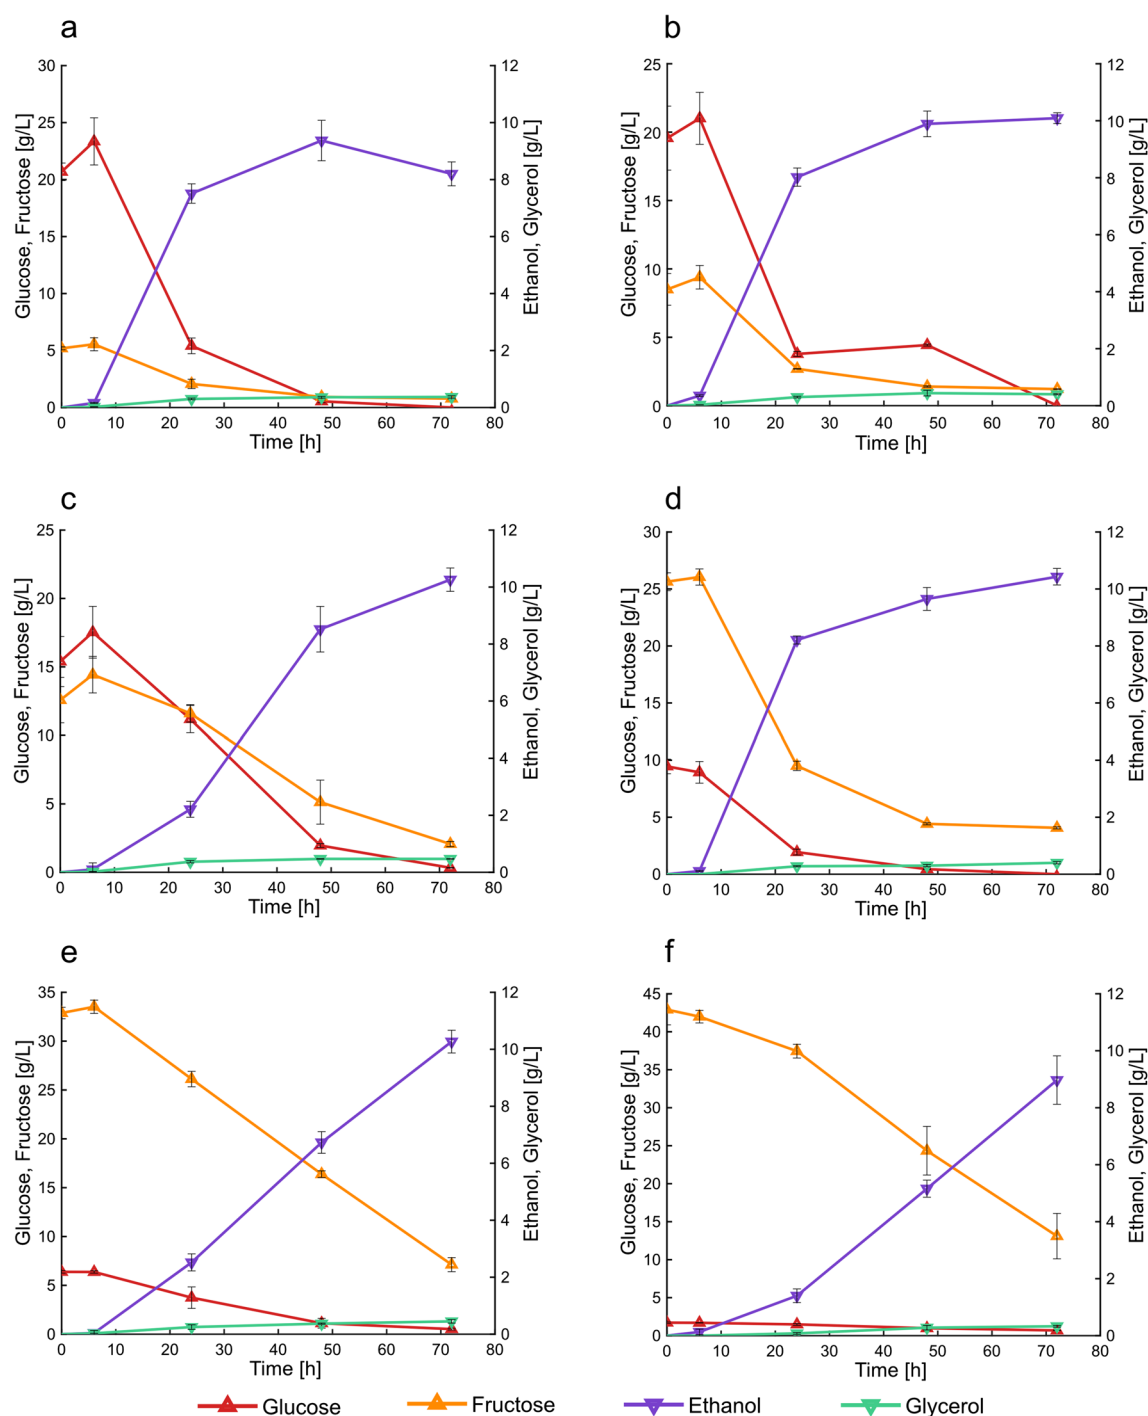 a
30
25
20
15
10
5
0
12
10
8
6
4
2
0
0 10 20 30 40 50 60 70 80
Time [h]
Glucose, Fructose [g/L]
Ethanol, Glycerol [g/L]
b
25
20
15
10
5
0
12
10
8
6
4
2
0
0 10 20 30 40 50 60 70 80
Time [h]
Glucose, Fructose [g/L]
Ethanol, Glycerol [g/L]
c
25
20
15
10
5
0
12
10
8
6
4
2
0
0 10 20 30 40 50 60 70 80
Time [h]
Glucose, Fructose [g/L]
Ethanol, Glycerol [g/L]
d
30
25
20
15
10
5
0
12
10
8
6
4
2
0
0 10 20 30 40 50 60 70 80
Time [h]
Glucose, Fructose [g/L]
Ethanol, Glycerol [g/L]
e
35
30
25
20
15
10
5
0
12
10
8
6
4
2
0
0 10 20 30 40 50 60 70 80
Time [h]
Glucose, Fructose [g/L]
Ethanol, Glycerol [g/L]
f
45
40
35
30
25
20
15
10
5
0
12
10
8
6
4
2
0
0 10 20 30 40 50 60 70 80
Time [h]
Glucose, Fructose [g/L]
Ethanol, Glycerol [g/L]
Glucose Fructose Ethanol Glycerol